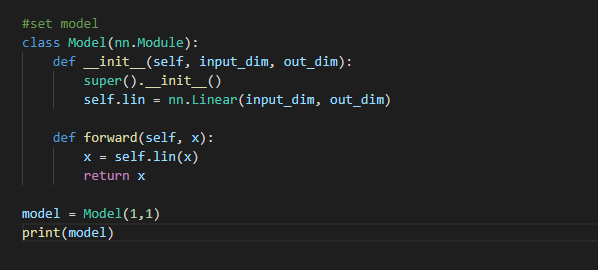 #set model
class Model(nn.Module):
    def __init__(self, input_dim, out_dim):
        super().__init__()
        self.lin = nn.Linear(input_dim, out_dim)

    def forward(self, x):
        x = self.lin(x)
        return x

model = Model(1,1)
print(model)